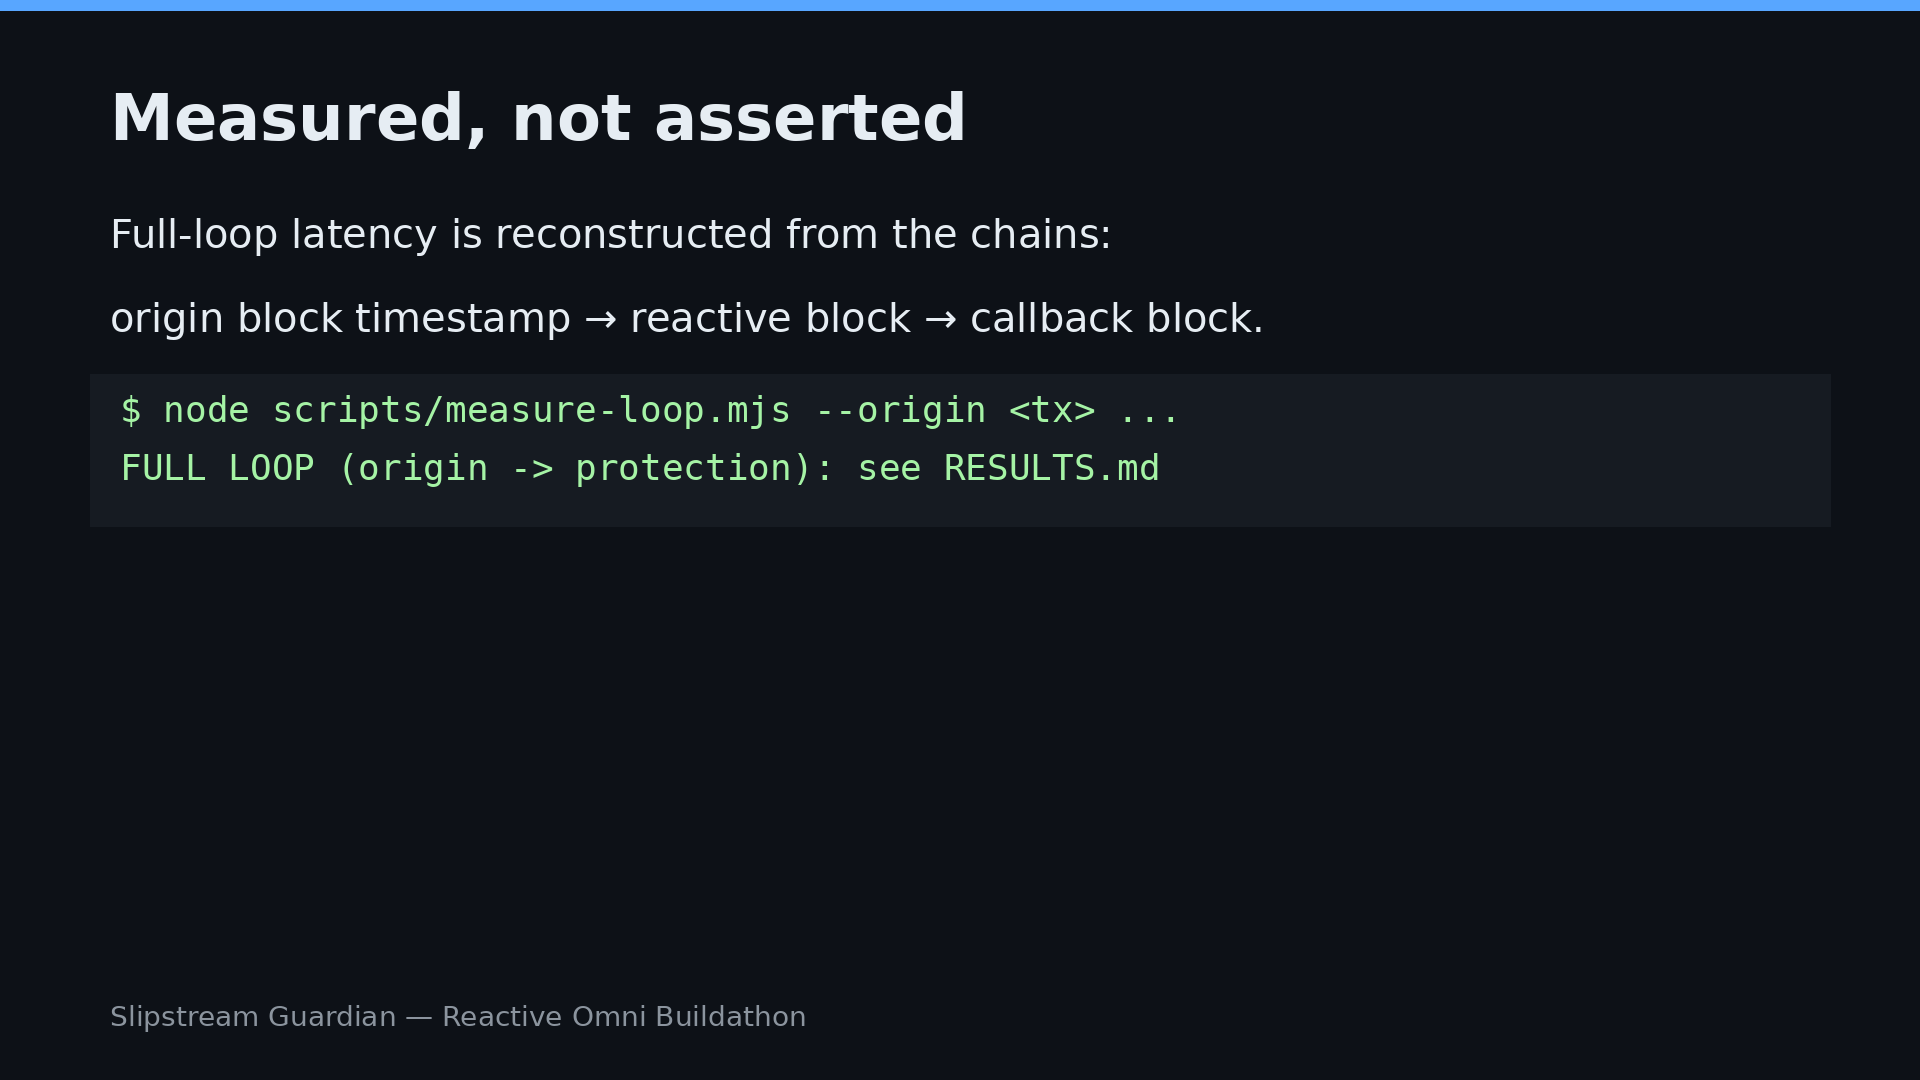 Measured, not asserted
Full-loop latency is reconstructed from the chains:
origin block timestamp → reactive block → callback block.
$ node scripts/measure-loop.mjs --origin <tx> ...
FULL LOOP (origin -> protection): see RESULTS.md
Slipstream Guardian — Reactive Omni Buildathon